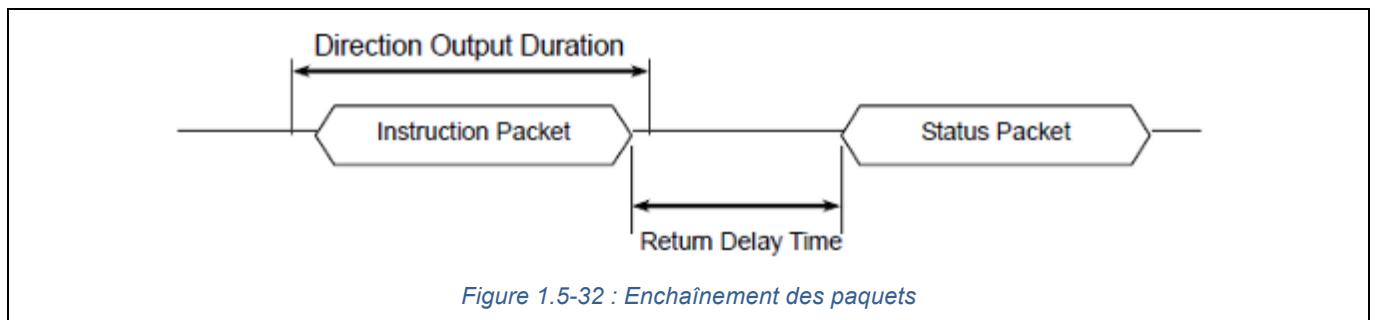 Direction Output Duration
Instruction Packet
Status Packet
Return Delay Time
Figure 1.5-32 : Enchaînement des paquets